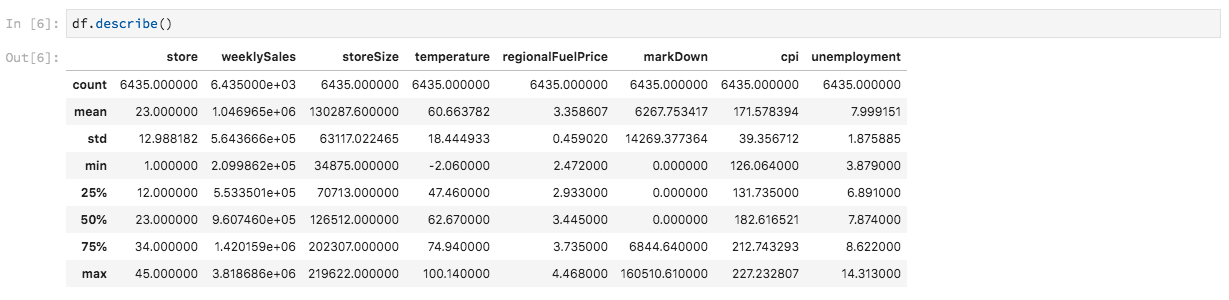 In [6]: df.describe()
Out[6]:
store weeklySales storeSize temperature regionalFuelPrice markDown cpi unemployment
count 6435.000000 6.435000e+03 6435.000000 6435.000000 6435.000000 6435.000000 6435.000000 6435.000000
mean 23.000000 1.046965e+06 130287.600000 60.663782 3.358607 6267.753417 171.578394 7.999151
std 12.988182 5.643666e+05 63117.022465 18.444933 0.459020 14269.377364 39.356712 1.875885
min 1.000000 2.099862e+05 34875.000000 -2.060000 2.472000 0.000000 126.064000 3.879000
25% 12.000000 5.533501e+05 70713.000000 47.460000 2.933000 0.000000 131.735000 6.891000
50% 23.000000 9.607460e+05 126512.000000 62.670000 3.445000 0.000000 182.616521 7.874000
75% 34.000000 1.420159e+06 202307.000000 74.940000 3.735000 6844.640000 212.743293 8.622000
max 45.000000 3.818686e+06 219622.000000 100.140000 4.468000 160510.610000 227.232807 14.313000